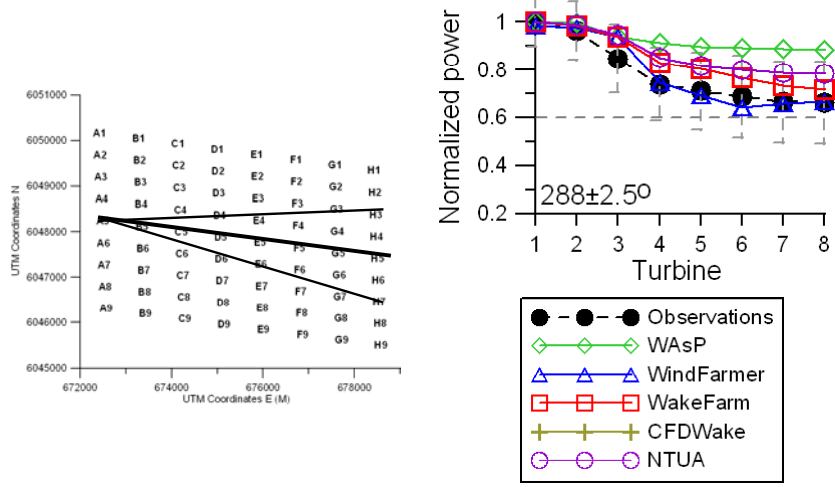 1
0.8
0.6
0.4
0.2
Normalized power
288±2.5º
1 2 3 4 5 6 7 8
Turbine
Observations
WAsP
WindFarmer
WakeFarm
CFDWake
NTUA
6051000
6050000
6049000
6048000
6047000
6046000
6045000
UTM Coordinates N
672000 674000 676000 678000
UTM Coordinates E (M)
A1 B1 C1 D1 E1 F1 G1 H1
A2 B2 C2 D2 E2 F2 G2 H2
A3 B3 C3 D3 E3 F3 G3 H3
A4 B4 C4 D4 E4 F4 G4 H4
A5 B5 C5 D5 E5 F5 G5 H5
A6 B6 C6 D6 E6 F6 G6 H6
A7 B7 C7 D7 E7 F7 G7 H7
A8 B8 C8 D8 E8 F8 G8 H8
A9 B9 C9 D9 E9 F9 G9 H9